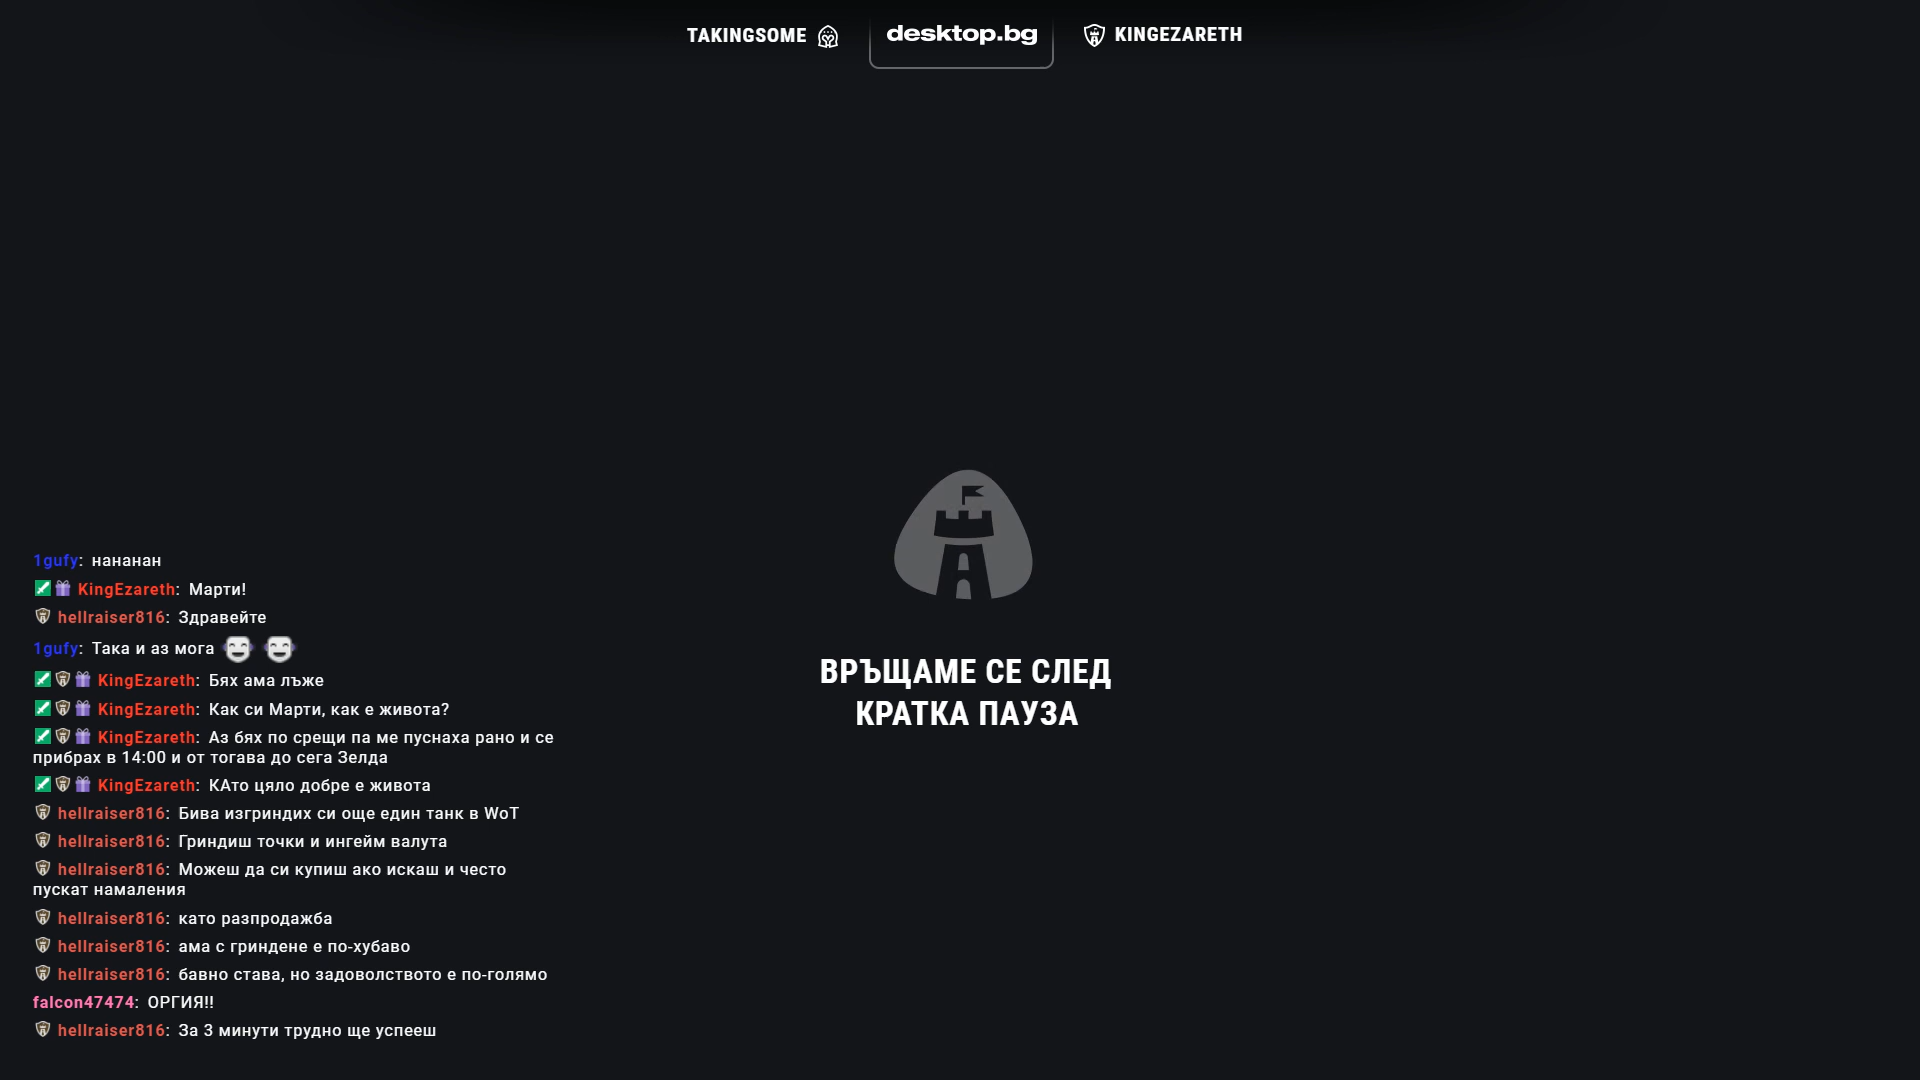 TAKINGSOME
desktop.bg
KINGEZARETH
ВРЪЩАМЕ СЕ СЛЕД
КРАТКА ПАУЗА
1gufy: нананан
KingEzareth: Марти!
hellraiser816: Здравейте
1gufy: Така и аз мога
KingEzareth: Бях ама лъже
KingEzareth: Как си Марти, как е живота?
KingEzareth: Аз бях по срещи па ме пуснаха рано и се
прибрах в 14:00 и от тогава до сега Зелда
KingEzareth: КАто цяло добре е живота
hellraiser816: Бива изгриндих си още един танк в WoT
hellraiser816: Гриндиш точки и ингейм валута
hellraiser816: Можеш да си купиш ако искаш и често
пускат намаления
hellraiser816: като разпродажба
hellraiser816: ама с гриндене е по-хубаво
hellraiser816: бавно става, но задоволството е по-голямо
falcon47474: ОРГИЯ!!
hellraiser816: За 3 минути трудно ще успееш